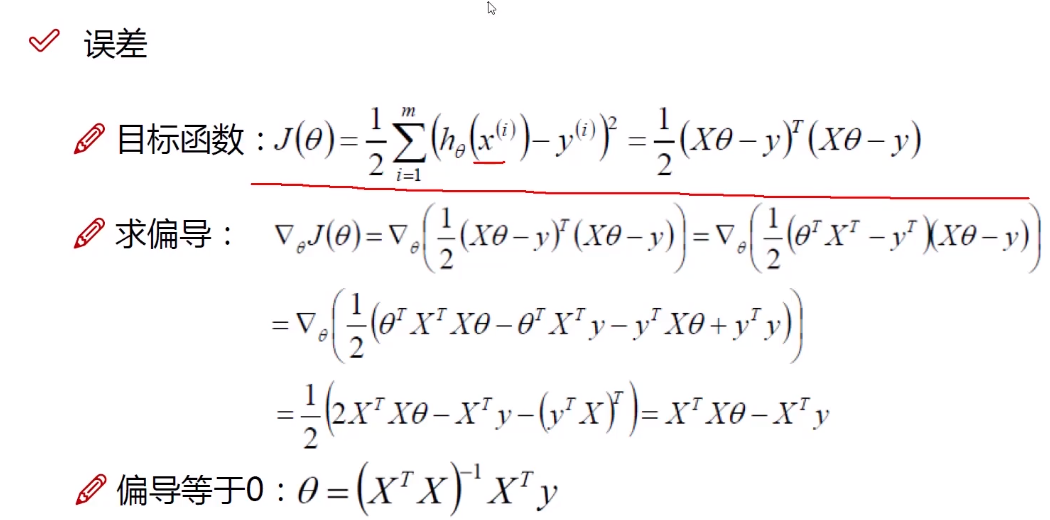 误差
目标函数：J(θ) = 1/2 ∑_{i=1}^{m} (h_θ(x^{(i)}) − y^{(i)})^2 = 1/2 (Xθ − y)^T (Xθ − y)
求偏导： ∇_θ J(θ) = ∇_θ (1/2 (Xθ − y)^T (Xθ − y)) = ∇_θ (1/2 (θ^T X^T − y^T)(Xθ − y))
= ∇_θ (1/2 (θ^T X^T Xθ − θ^T X^T y − y^T Xθ + y^T y))
= 1/2 (2X^T Xθ − X^T y − (y^T X)^T) = X^T Xθ − X^T y
偏导等于0：θ = (X^T X)^{-1} X^T y